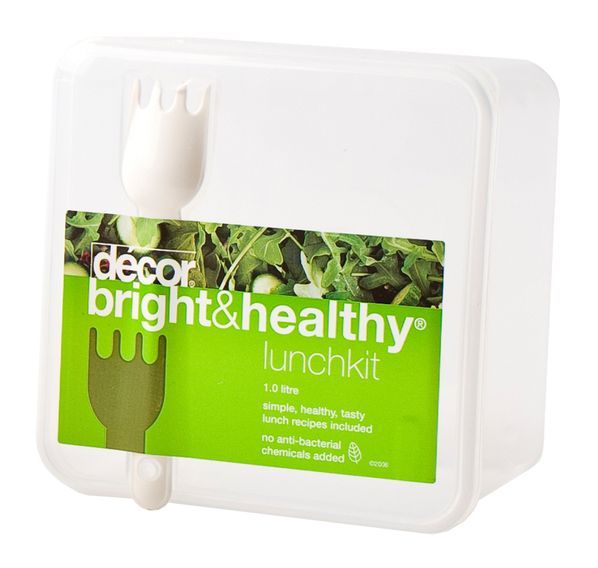 décor®
bright&healthy®
lunchkit
1.0 litre
simple, healthy, tasty
lunch recipes included
no anti-bacterial
chemicals added
©2006